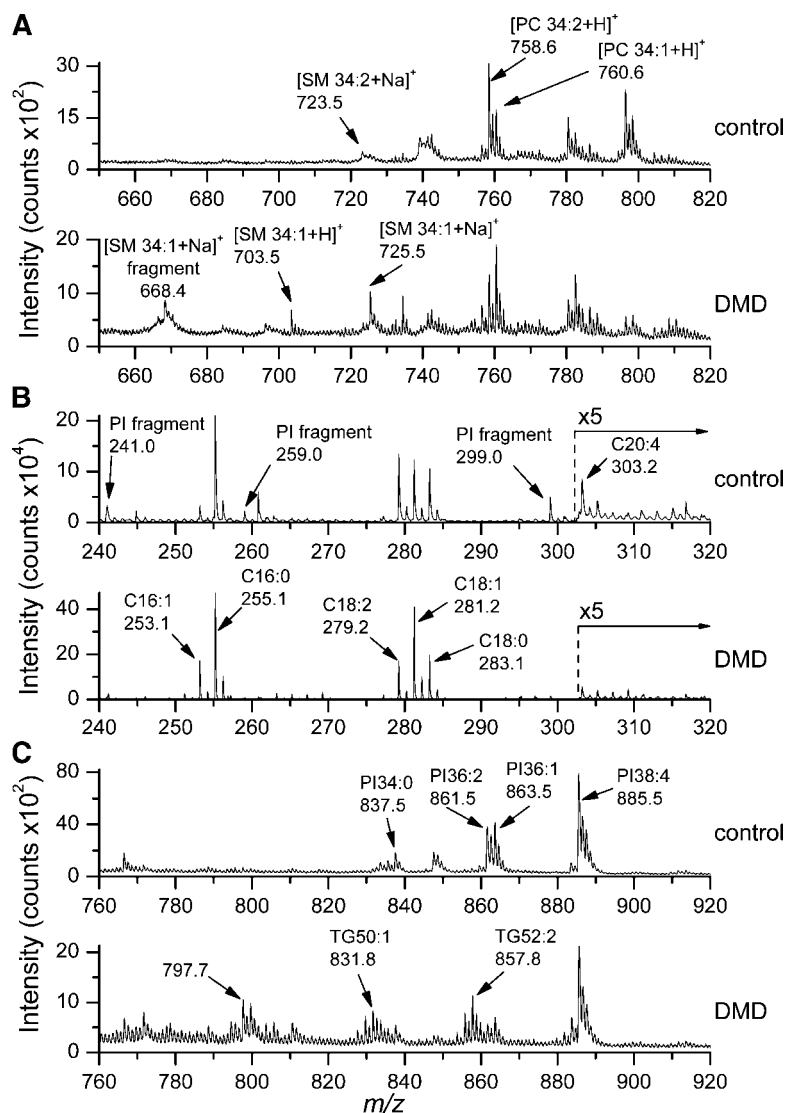 A
[PC 34:2+H]+
758.6
[PC 34:1+H]+
760.6
[SM 34:2+Na]+
723.5
30
15
0
control
640 660 680 700 720 740 760 780 800 820
[SM 34:1+Na]+
fragment
668.4
[SM 34:1+H]+
703.5
[SM 34:1+Na]+
725.5
20
10
0
DMD
660 680 700 720 740 760 780 800 820
Intensity (counts x10²)
B
20
10
0
PI fragment
241.0
PI fragment
259.0
PI fragment
299.0
x5
C20:4
303.2
control
240 250 260 270 280 290 300 310 320
40
20
0
C16:1
253.1
C16:0
255.1
C18:2
279.2
C18:1
281.2
C18:0
283.1
x5
DMD
240 250 260 270 280 290 300 310 320
Intensity (counts x10⁴)
C
80
40
0
PI34:0
837.5
PI36:2
861.5
PI36:1
863.5
PI38:4
885.5
control
760 780 800 820 840 860 880 900 920
20
10
0
797.7
TG50:1
831.8
TG52:2
857.8
DMD
760 780 800 820 840 860 880 900 920
Intensity (counts x10²)
m/z